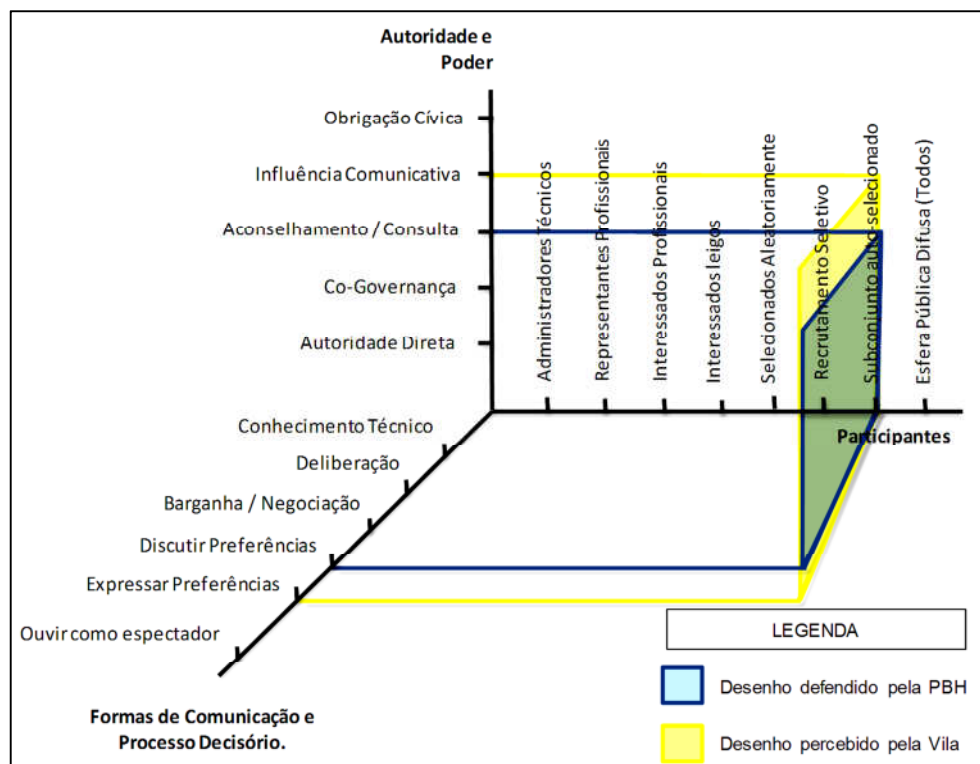 Autoridade e
Poder
Obrigação Cívica
Influência Comunicativa
Aconselhamento / Consulta
Co-Governança
Autoridade Direta
Administradores Técnicos
Representantes Profissionais
Interessados Profissionais
Interessados leigos
Selecionados Aleatoriamente
Recrutamento Seletivo
Subconjunto auto-selecionado
Esfera Pública Difusa (Todos)
Participantes
Conhecimento Técnico
Deliberação
Barganha / Negociação
Discutir Preferências
Expressar Preferências
Ouvir como espectador
Formas de Comunicação e
Processo Decisório.
LEGENDA
Desenho defendido pela PBH
Desenho percebido pela Vila